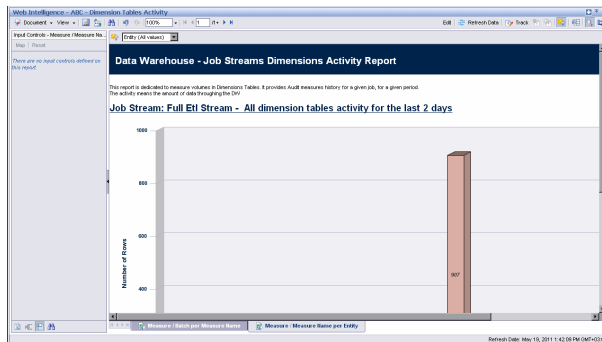 Web Intelligence - ABC - Dimension Tables Activity
Document View 100% 1 /1+ Edit Refresh Data Track
Input Controls - Measure / Measure Na...
Map Reset
There are no input controls defined on this report.
Entity (All values)
Data Warehouse - Job Streams Dimensions Activity Report
This report is dedicated to measure volumes in Dimensions Tables. It provides Audit measures history for a given job, for a given period.
The activity means the amount of data throughing the DW
Job Stream: Full Etl Stream - All dimension tables activity for the last 2 days
1000
800
600
400
Number of Rows
907
Measure / Batch per Measure Name Measure / Measure Name per Entity
Refresh Date: May 19, 2011 1:42:08 PM GMT+03: